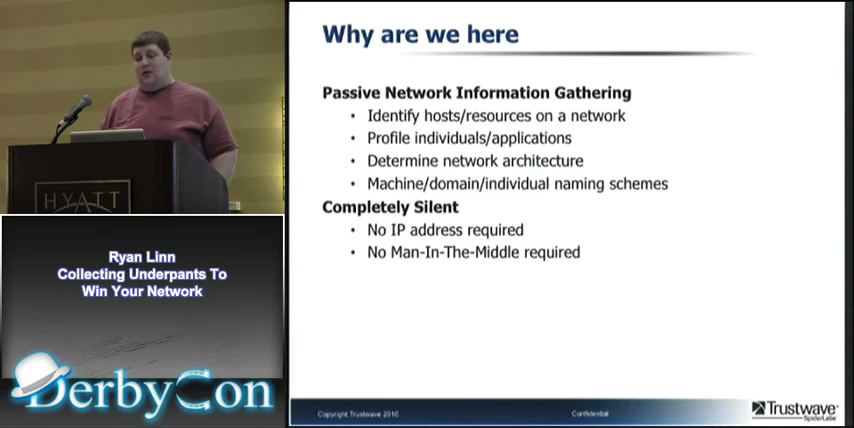 HYATT
Ryan Linn
Collecting Underpants To
Win Your Network
DerbyCon
Why are we here
Passive Network Information Gathering
• Identify hosts/resources on a network
• Profile individuals/applications
• Determine network architecture
• Machine/domain/individual naming schemes
Completely Silent
• No IP address required
• No Man-In-The-Middle required
Copyright Trustwave 2010
Confidential
Trustwave®
SpiderLabs®